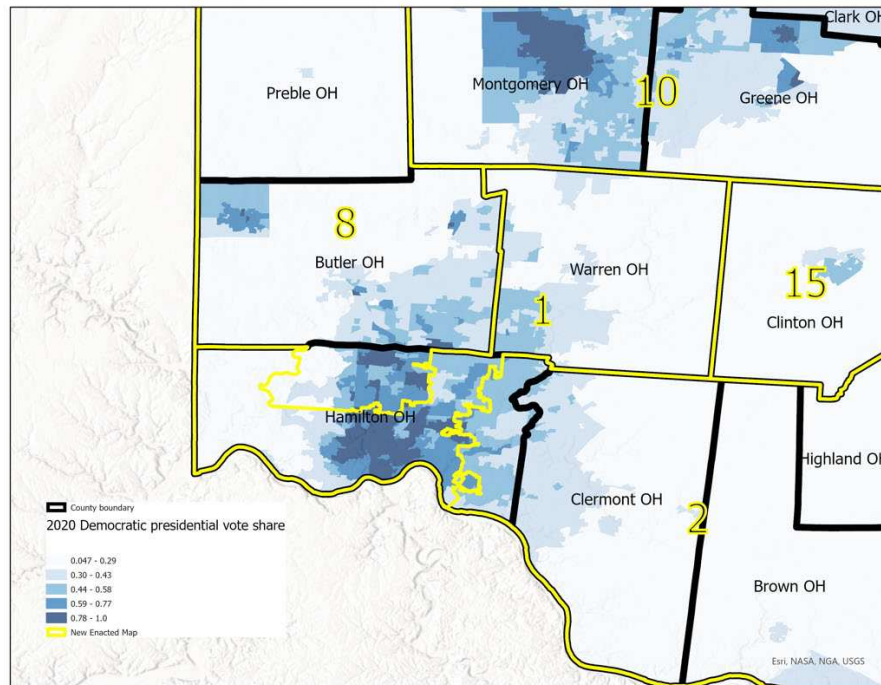 Clark OH
Preble OH
Montgomery OH
10
Greene OH
8
Butler OH
Warren OH
1
15
Clinton OH
Hamilton OH
Highland OH
Clermont OH
2
Brown OH
County boundary
2020 Democratic presidential vote share
0.047 - 0.29
0.30 - 0.43
0.44 - 0.58
0.59 - 0.77
0.78 - 1.0
New Enacted Map
Esri, NASA, NGA, USGS